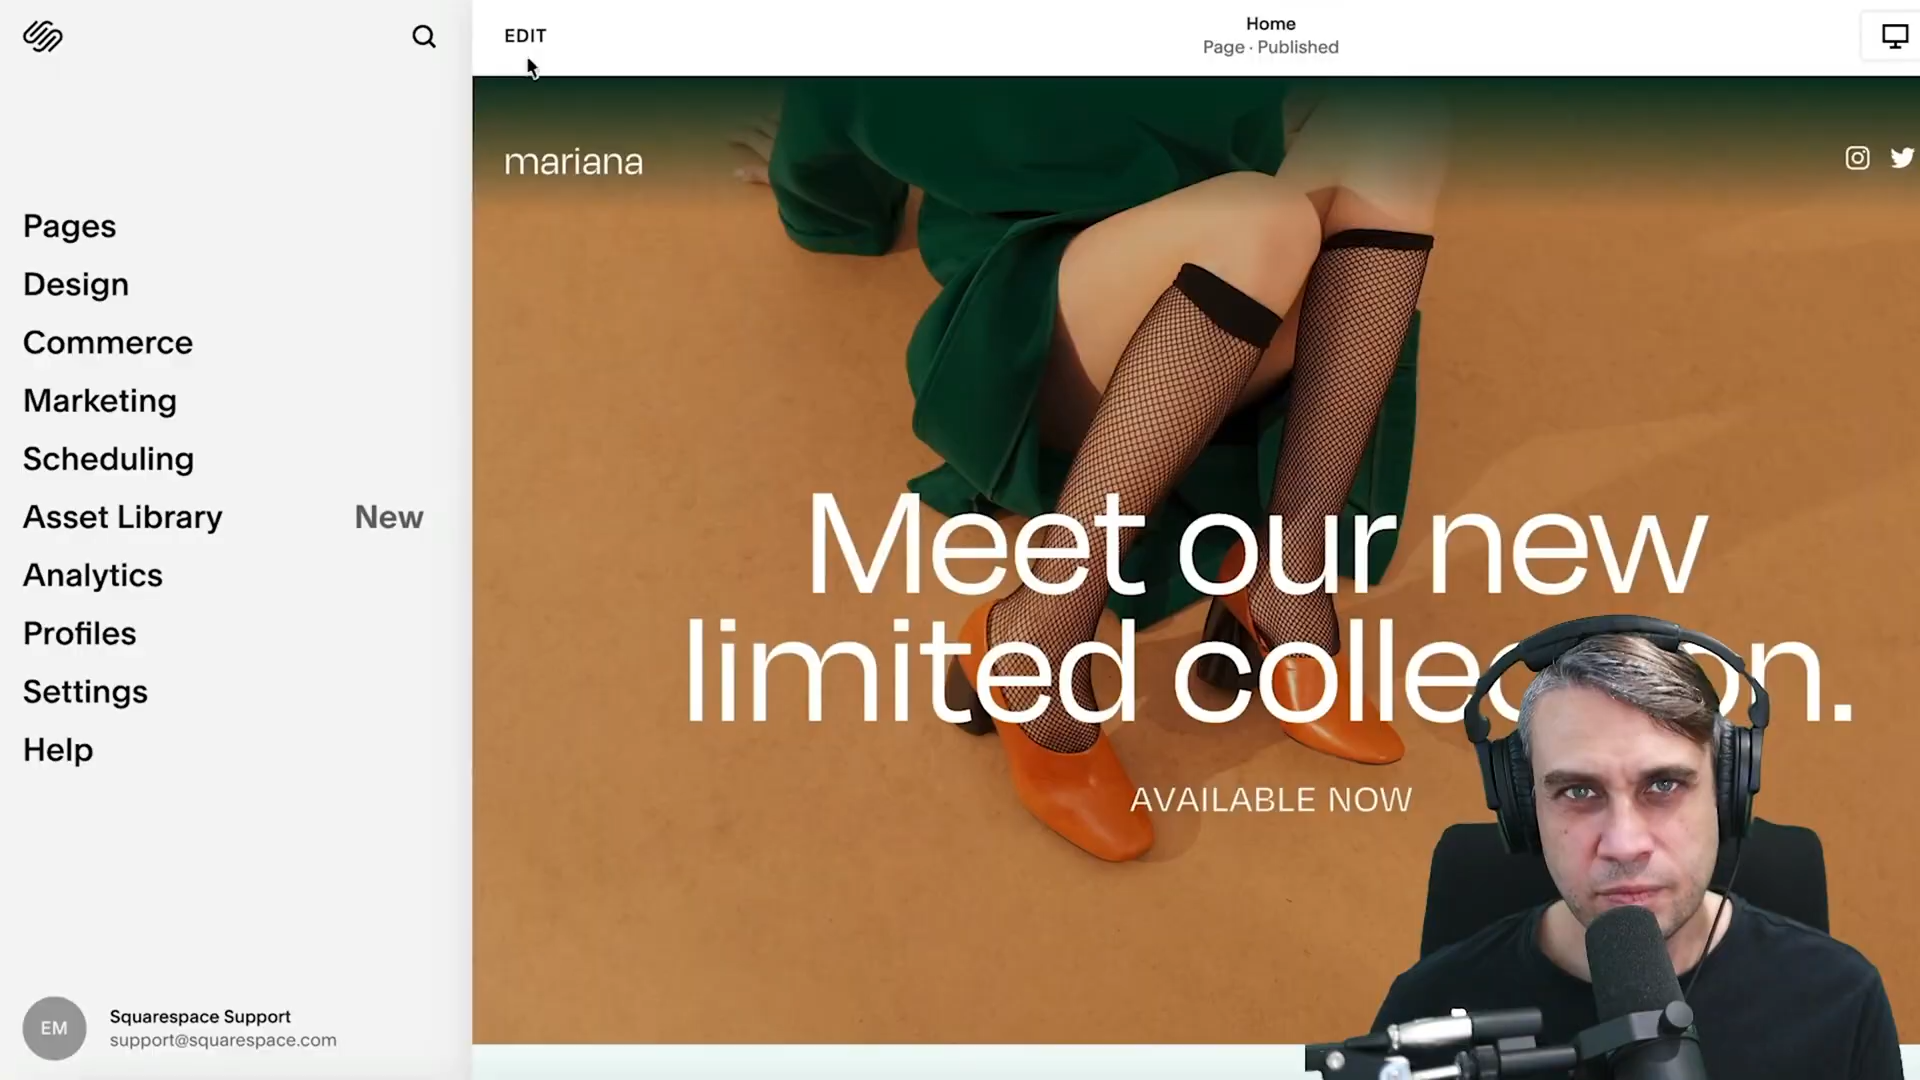 EDIT
Home
Page · Published
mariana
Pages
Design
Commerce
Marketing
Scheduling
Asset Library New
Analytics
Profiles
Settings
Help
Meet our new
limited collection.
AVAILABLE NOW
EM
Squarespace Support
support@squarespace.com